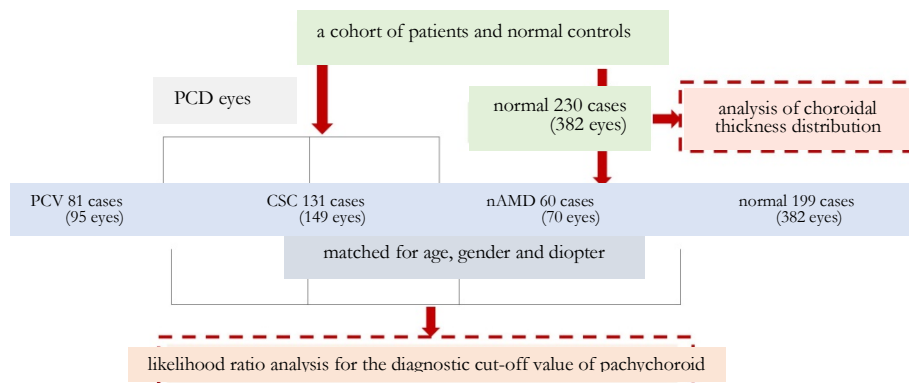 a cohort of patients and normal controls
PCD eyes
normal 230 cases
(382 eyes)
analysis of choroidal
thickness distribution
PCV 81 cases
(95 eyes)
CSC 131 cases
(149 eyes)
nAMD 60 cases
(70 eyes)
normal 199 cases
(382 eyes)
matched for age, gender and diopter
likelihood ratio analysis for the diagnostic cut-off value of pachychoroid